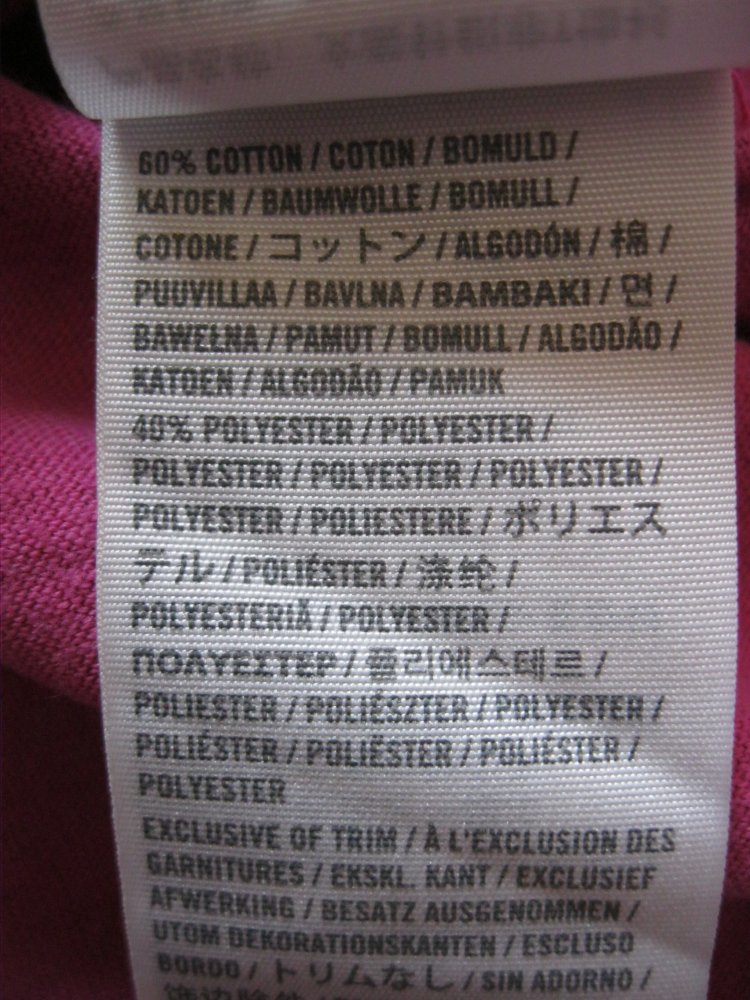 60% COTTON / COTON / BOMULD /
KATOEN / BAUMWOLLE / BOMULL /
COTONE / コットン / ALGODÓN / 棉 /
PUUVILLAA / BAVLNA / BAMBAKI / 면 /
BAWEŁNA / PAMUT / BOMULL / ALGODÃO /
KATOEN / ALGODÃO / PAMUK
40% POLYESTER / POLYESTER /
POLYESTER / POLYESTER / POLYESTER /
POLYESTER / POLIESTERE / ポリエス
テル / POLIÉSTER / 涤纶 /
POLYESTERIÄ / POLYESTER /
ΠΟΛΥΕΣΤΕΡ / 폴리에스테르 /
POLIESTER / POLIÉSZTER / POLYESTER /
POLIÉSTER / POLIËSTER / POLIÉSTER /
POLYESTER
EXCLUSIVE OF TRIM / À L'EXCLUSION DES
GARNITURES / EKSKL. KANT / EXCLUSIEF
AFWERKING / BESATZ AUSGENOMMEN /
UTOM DEKORATIONSKANTEN / ESCLUSO
BORDO / トリムなし / SIN ADORNO /